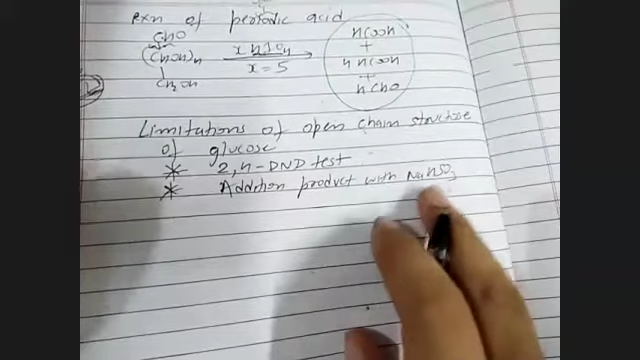 Rxn of periodic acid
CHO
(CHOH)4 x HIO4 HCOOH
x = 5 +
CH2OH 4 HCOOH
+
HCHO
Limitations of open chain structure
of glucose
* 2,4-DND test
* Addition product with NaHSO3